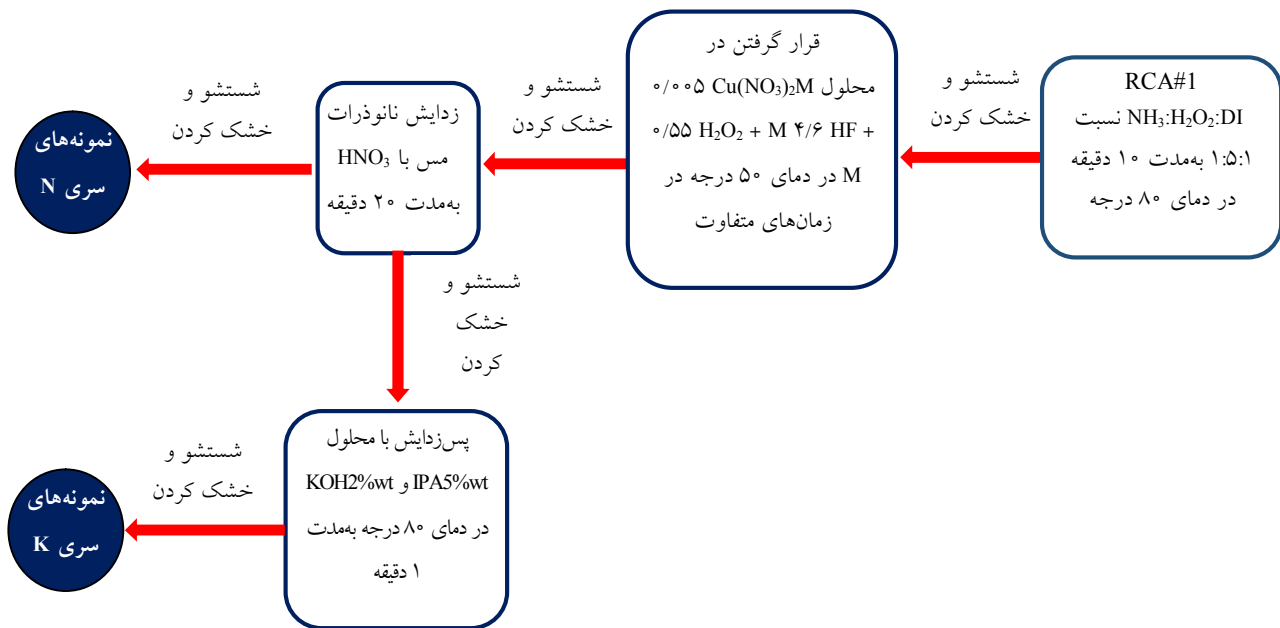 RCA#1
NH₃:H₂O₂:DI نسبت
۱:۵:۱ به‌مدت ۱۰ دقیقه
در دمای ۸۰ درجه
شستشو و
خشک کردن
قرار گرفتن در
محلول ۰/۰۰۵ Cu(NO₃)₂M
۰/۵۵ H₂O₂ + M ۴/۶ HF +
M در دمای ۵۰ درجه در
زمان‌های متفاوت
شستشو و
خشک کردن
زدایش نانوذرات
مس با HNO₃
به‌مدت ۲۰ دقیقه
شستشو و
خشک کردن
نمونه‌های
سری N
شستشو و
خشک
کردن
پس‌زدایش با محلول
KOH2%wt و IPA5%wt
در دمای ۸۰ درجه به‌مدت
۱ دقیقه
شستشو و
خشک کردن
نمونه‌های
سری K